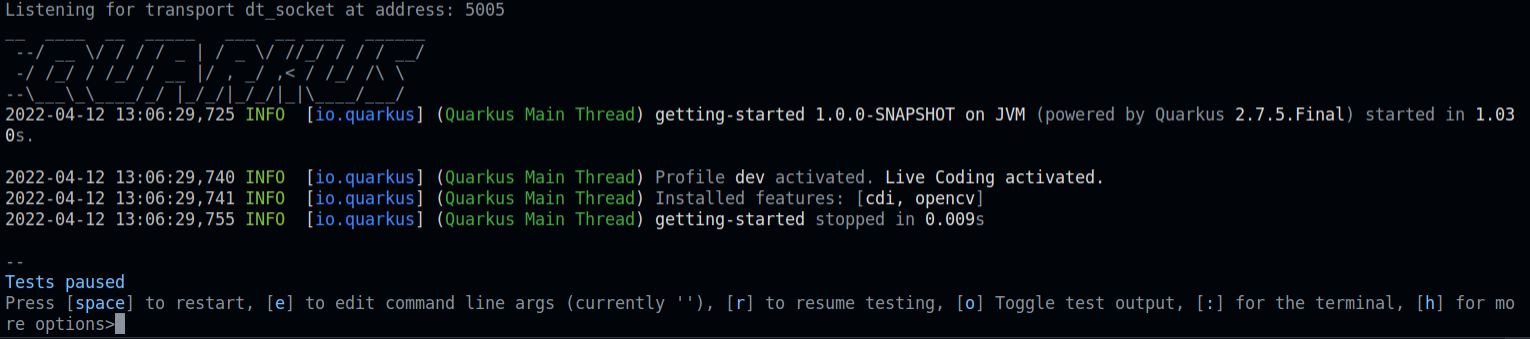 Listening for transport dt_socket at address: 5005
__  ____  __  _____   ___  __ ____  ______
 --/ __ \/ / / / _ | / _ \/ //_/ / / / __/
 -/ /_/ / /_/ / __ |/ , _/ ,< / /_/ /\ \
--\___\_\____/_/ |_/_/|_/_/|_|\____/___/
2022-04-12 13:06:29,725 INFO  [io.quarkus] (Quarkus Main Thread) getting-started 1.0.0-SNAPSHOT on JVM (powered by Quarkus 2.7.5.Final) started in 1.03
0s.
2022-04-12 13:06:29,740 INFO  [io.quarkus] (Quarkus Main Thread) Profile dev activated. Live Coding activated.
2022-04-12 13:06:29,741 INFO  [io.quarkus] (Quarkus Main Thread) Installed features: [cdi, opencv]
2022-04-12 13:06:29,755 INFO  [io.quarkus] (Quarkus Main Thread) getting-started stopped in 0.009s
--
Tests paused
Press [space] to restart, [e] to edit command line args (currently ''), [r] to resume testing, [o] Toggle test output, [:] for the terminal, [h] for mo
re options>